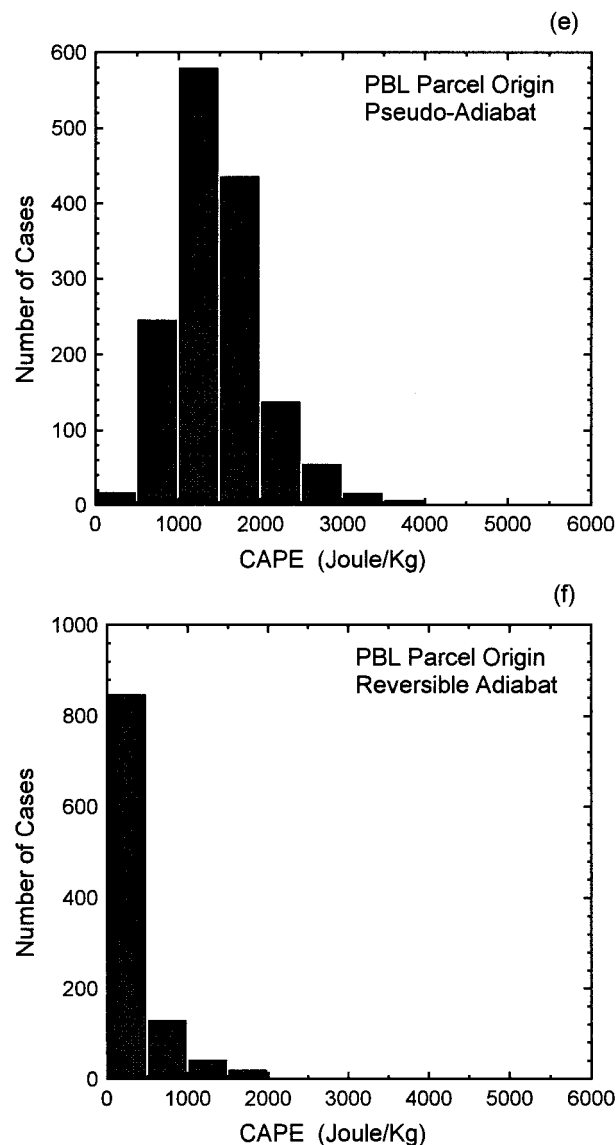 (e)
600
500
400
300
200
100
0
Number of Cases
PBL Parcel Origin
Pseudo-Adiabat
0 1000 2000 3000 4000 5000 6000
CAPE (Joule/Kg)
(f)
1000
800
600
400
200
0
Number of Cases
PBL Parcel Origin
Reversible Adiabat
0 1000 2000 3000 4000 5000 6000
CAPE (Joule/Kg)